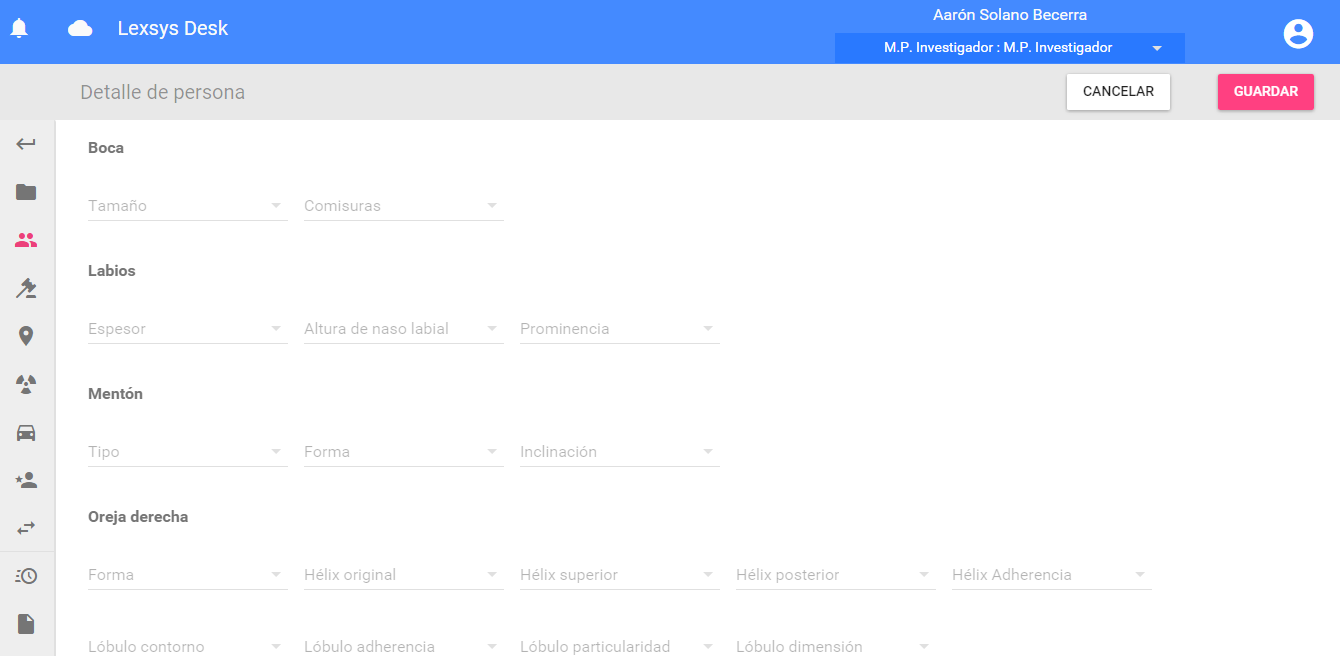 Lexsys Desk
Aarón Solano Becerra
M.P. Investigador : M.P. Investigador
Detalle de persona
CANCELAR
GUARDAR
Boca
Tamaño Comisuras
Labios
Espesor Altura de naso labial Prominencia
Mentón
Tipo Forma Inclinación
Oreja derecha
Forma Hélix original Hélix superior Hélix posterior Hélix Adherencia
Lóbulo contorno Lóbulo adherencia Lóbulo particularidad Lóbulo dimensión